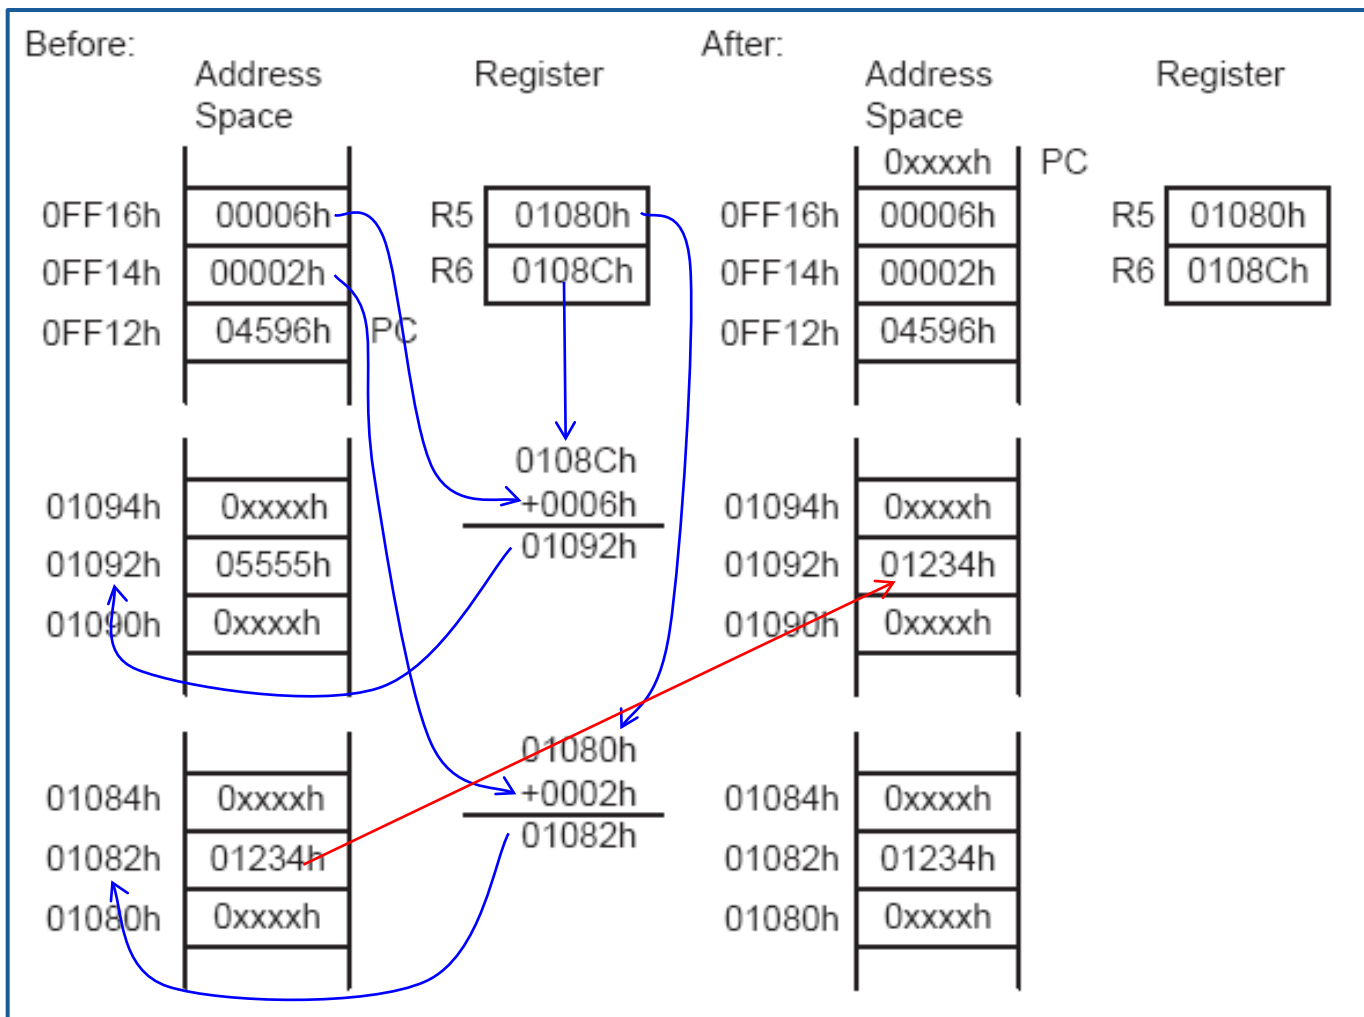 Before:
Address Space
Register
0FF16h 00006h R5 01080h
0FF14h 00002h R6 0108Ch
0FF12h 04596h PC
0108Ch
+0006h
01092h
01094h 0xxxxh
01092h 05555h
01090h 0xxxxh
01080h
+0002h
01082h
01084h 0xxxxh
01082h 01234h
01080h 0xxxxh
After:
Address Space
Register
0xxxxh PC
0FF16h 00006h R5 01080h
0FF14h 00002h R6 0108Ch
0FF12h 04596h
01094h 0xxxxh
01092h 01234h
01090h 0xxxxh
01084h 0xxxxh
01082h 01234h
01080h 0xxxxh